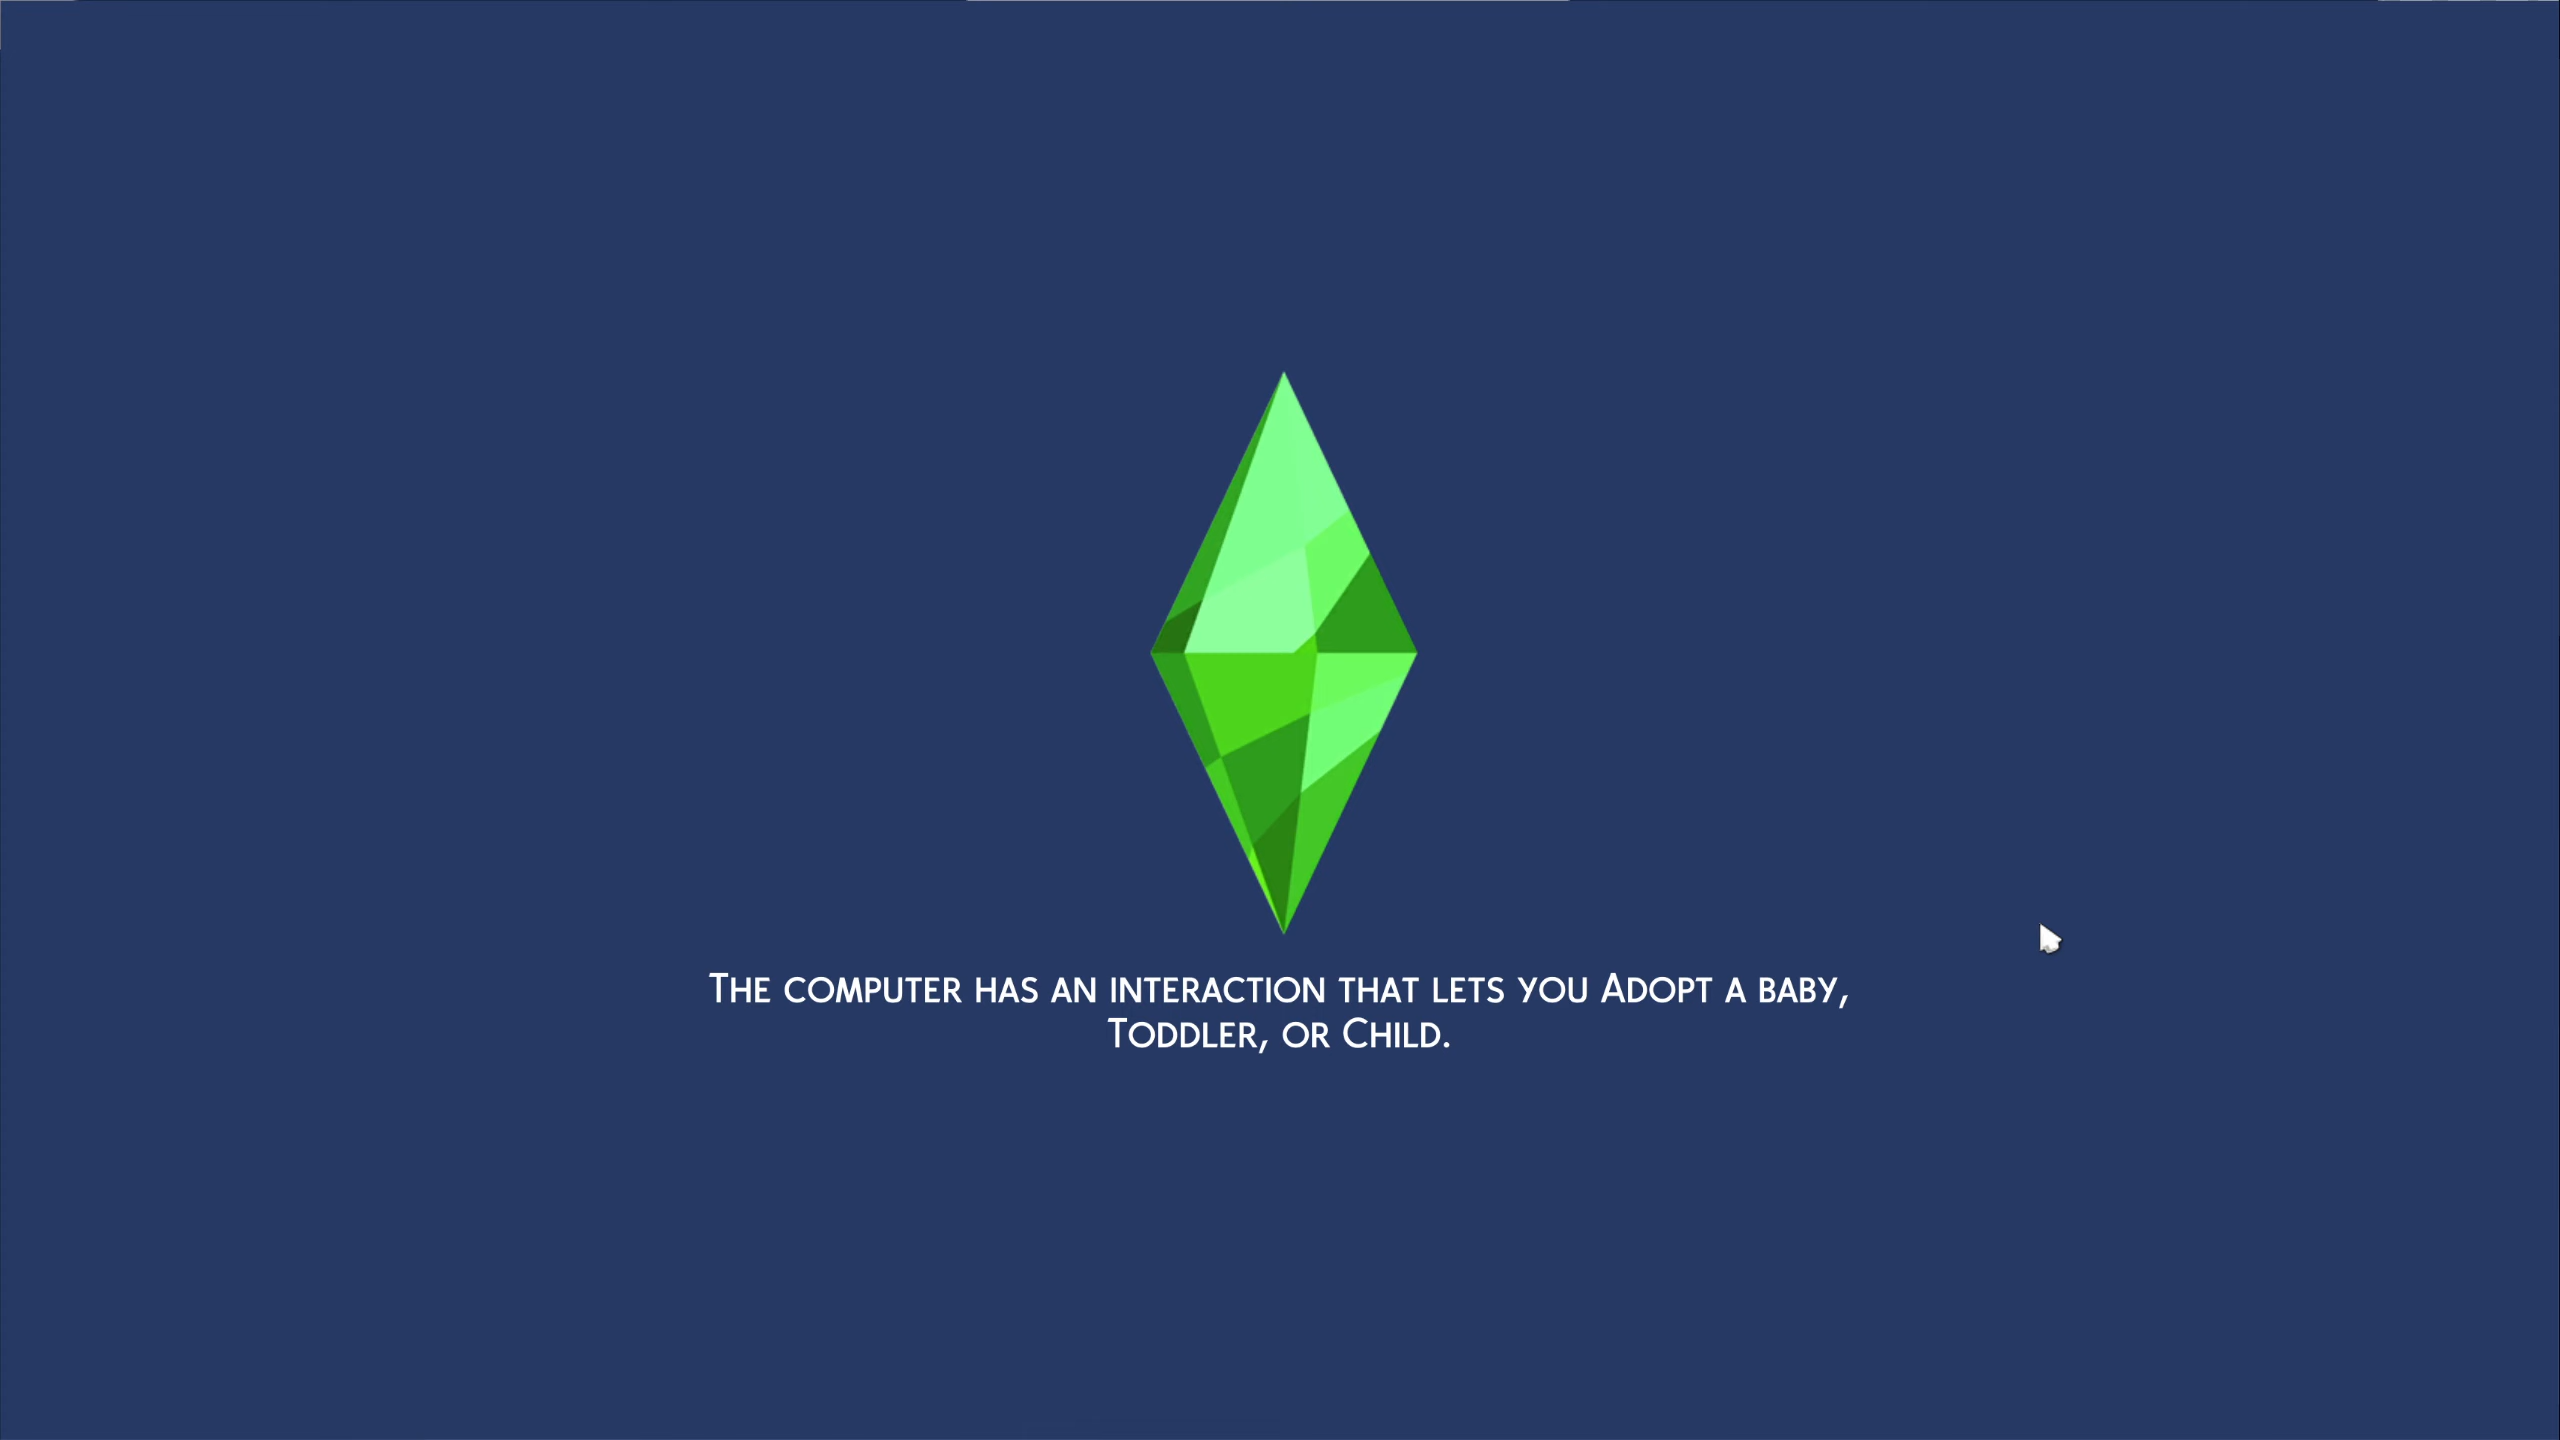 The computer has an interaction that lets you Adopt a baby,
Toddler, or Child.